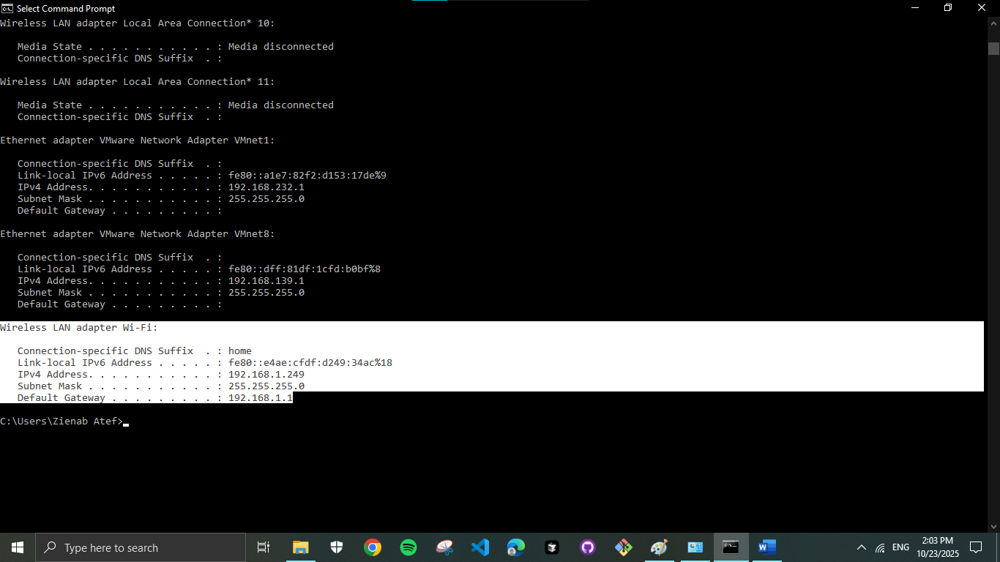 Select Command Prompt
Wireless LAN adapter Local Area Connection* 10:
Media State . . . . . . . . . . . : Media disconnected
Connection-specific DNS Suffix  . :
Wireless LAN adapter Local Area Connection* 11:
Media State . . . . . . . . . . . : Media disconnected
Connection-specific DNS Suffix  . :
Ethernet adapter VMware Network Adapter VMnet1:
Connection-specific DNS Suffix  . :
Link-local IPv6 Address . . . . . : fe80::a1e7:82f2:d153:17de%9
IPv4 Address. . . . . . . . . . . : 192.168.232.1
Subnet Mask . . . . . . . . . . . : 255.255.255.0
Default Gateway . . . . . . . . . :
Ethernet adapter VMware Network Adapter VMnet8:
Connection-specific DNS Suffix  . :
Link-local IPv6 Address . . . . . : fe80::dff:81df:1cfd:b0bf%8
IPv4 Address. . . . . . . . . . . : 192.168.139.1
Subnet Mask . . . . . . . . . . . : 255.255.255.0
Default Gateway . . . . . . . . . :
Wireless LAN adapter Wi-Fi:
Connection-specific DNS Suffix  . : home
Link-local IPv6 Address . . . . . : fe80::e4ae:cfdf:d249:34ac%18
IPv4 Address. . . . . . . . . . . : 192.168.1.249
Subnet Mask . . . . . . . . . . . : 255.255.255.0
Default Gateway . . . . . . . . . : 192.168.1.1
C:\Users\Zienab Atef>
Type here to search
ENG
2:03 PM
10/23/2025